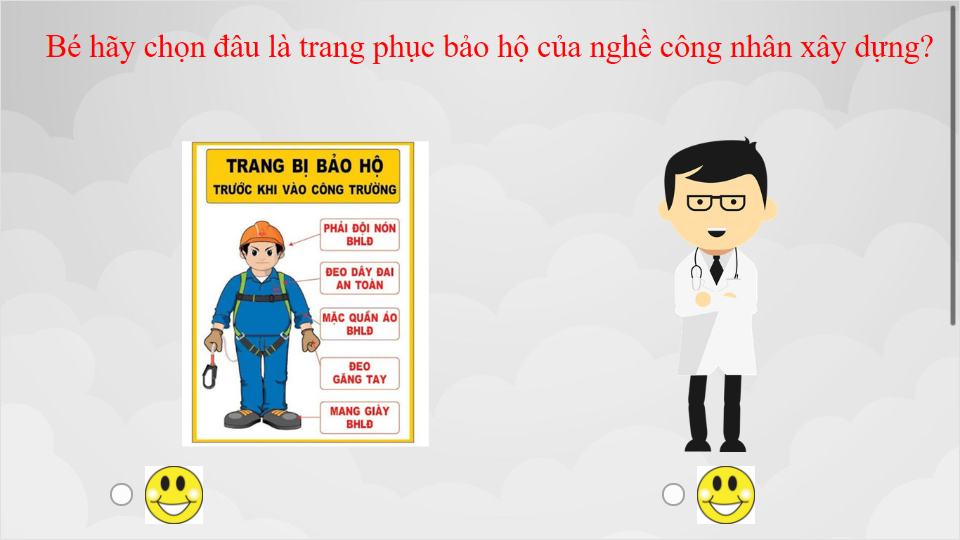 Bé hãy chọn đâu là trang phục bảo hộ của nghề công nhân xây dựng?
TRANG BỊ BẢO HỘ
TRƯỚC KHI VÀO CÔNG TRƯỜNG
PHẢI ĐỘI NÓN
BHLĐ
ĐEO DÂY ĐAI
AN TOÀN
MẶC QUẦN ÁO
BHLĐ
ĐEO
GĂNG TAY
MANG GIÀY
BHLĐ